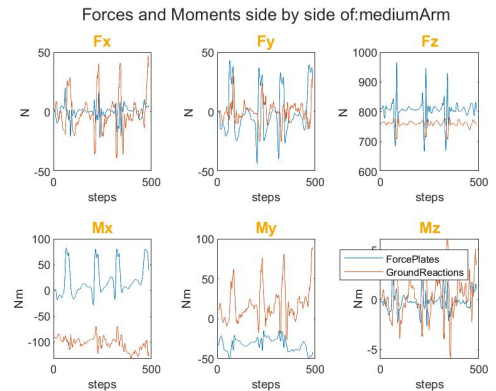 Forces and Moments side by side of:mediumArm
Fx
Fy
Fz
50
0
-50
N
0
500
steps
50
0
-50
N
0
500
steps
1000
900
800
700
600
N
0
500
steps
Mx
My
Mz
100
50
0
-50
-100
Nm
0
500
steps
100
50
0
-50
Nm
0
500
steps
5
0
-5
Nm
0
500
steps
ForcePlates
GroundReactions